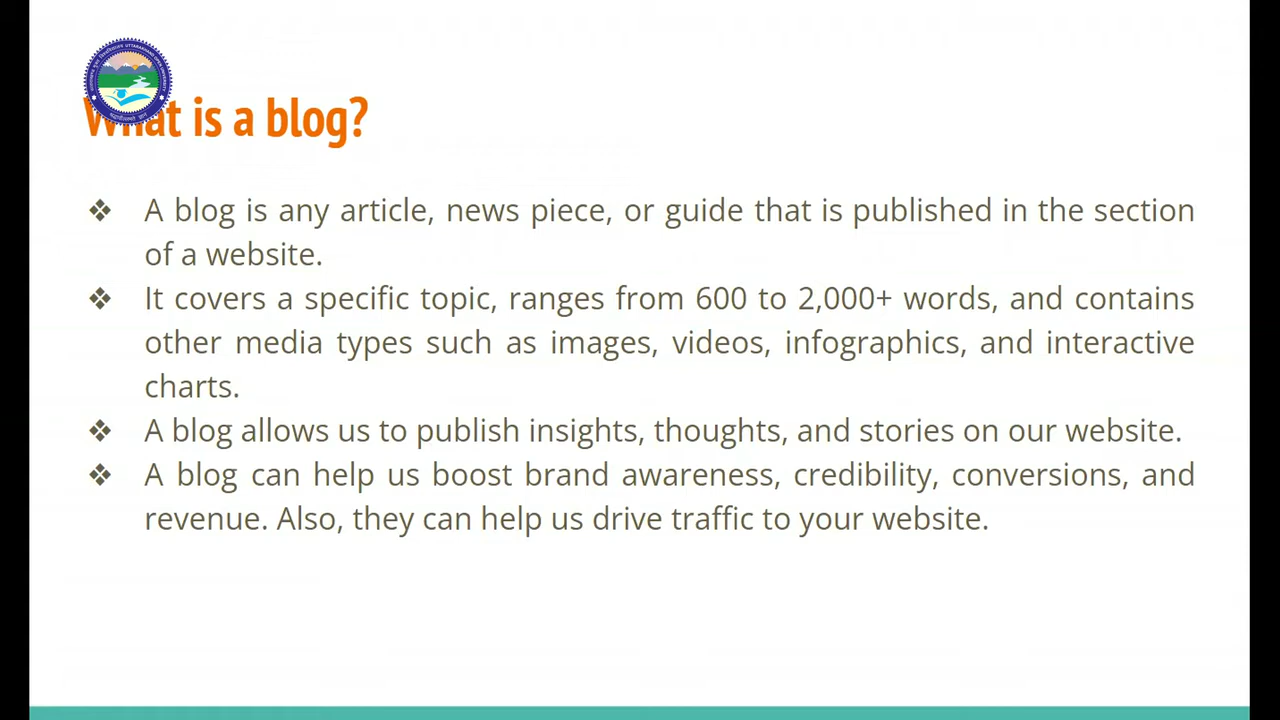 What is a blog?
❖ A blog is any article, news piece, or guide that is published in the section
of a website.
❖ It covers a specific topic, ranges from 600 to 2,000+ words, and contains
other media types such as images, videos, infographics, and interactive
charts.
❖ A blog allows us to publish insights, thoughts, and stories on our website.
❖ A blog can help us boost brand awareness, credibility, conversions, and
revenue. Also, they can help us drive traffic to your website.